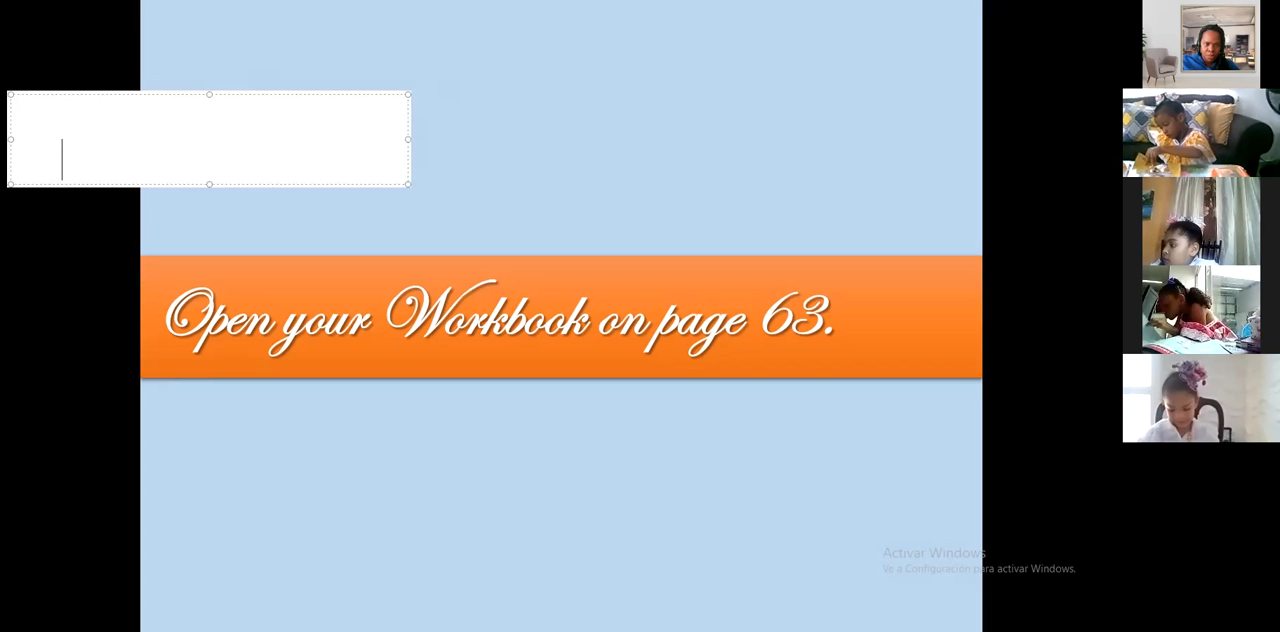 Open your Workbook on page 63.
Activar Windows
Ve a Configuración para activar Windows.